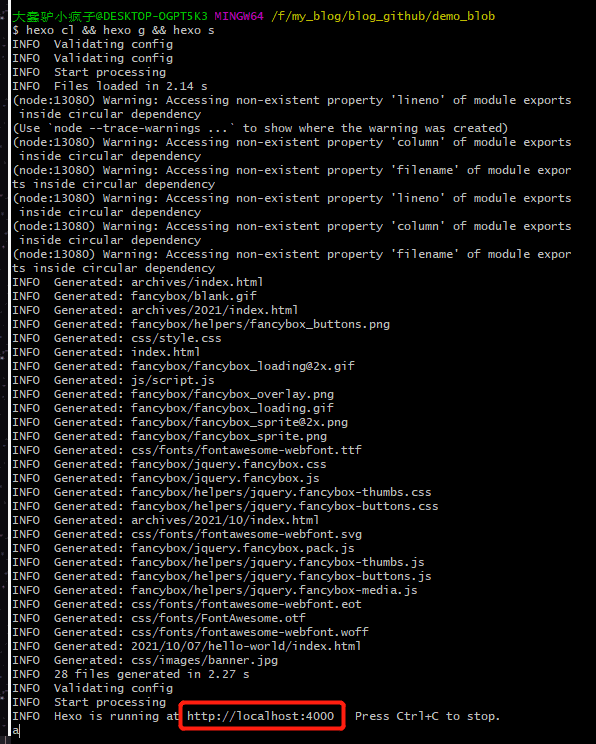 大蠢驴小疯子@DESKTOP-OGPT5K3 MINGW64 /f/my_blog/blog_github/demo_blob
$ hexo cl && hexo g && hexo s
INFO  Validating config
INFO  Validating config
INFO  Start processing
INFO  Files loaded in 2.14 s
(node:13080) Warning: Accessing non-existent property 'lineno' of module exports
 inside circular dependency
(Use `node --trace-warnings ...` to show where the warning was created)
(node:13080) Warning: Accessing non-existent property 'column' of module exports
 inside circular dependency
(node:13080) Warning: Accessing non-existent property 'filename' of module expor
ts inside circular dependency
(node:13080) Warning: Accessing non-existent property 'lineno' of module exports
 inside circular dependency
(node:13080) Warning: Accessing non-existent property 'column' of module exports
 inside circular dependency
(node:13080) Warning: Accessing non-existent property 'filename' of module expor
ts inside circular dependency
INFO  Generated: archives/index.html
INFO  Generated: fancybox/blank.gif
INFO  Generated: archives/2021/index.html
INFO  Generated: fancybox/helpers/fancybox_buttons.png
INFO  Generated: css/style.css
INFO  Generated: index.html
INFO  Generated: fancybox/fancybox_loading@2x.gif
INFO  Generated: js/script.js
INFO  Generated: fancybox/fancybox_overlay.png
INFO  Generated: fancybox/fancybox_loading.gif
INFO  Generated: fancybox/fancybox_sprite@2x.png
INFO  Generated: fancybox/fancybox_sprite.png
INFO  Generated: css/fonts/fontawesome-webfont.ttf
INFO  Generated: fancybox/jquery.fancybox.css
INFO  Generated: fancybox/jquery.fancybox.js
INFO  Generated: fancybox/helpers/jquery.fancybox-thumbs.css
INFO  Generated: fancybox/helpers/jquery.fancybox-buttons.css
INFO  Generated: archives/2021/10/index.html
INFO  Generated: css/fonts/fontawesome-webfont.svg
INFO  Generated: fancybox/jquery.fancybox.pack.js
INFO  Generated: fancybox/helpers/jquery.fancybox-thumbs.js
INFO  Generated: fancybox/helpers/jquery.fancybox-buttons.js
INFO  Generated: fancybox/helpers/jquery.fancybox-media.js
INFO  Generated: css/fonts/fontawesome-webfont.eot
INFO  Generated: css/fonts/FontAwesome.otf
INFO  Generated: css/fonts/fontawesome-webfont.woff
INFO  Generated: 2021/10/07/hello-world/index.html
INFO  Generated: css/images/banner.jpg
INFO  28 files generated in 2.27 s
INFO  Validating config
INFO  Start processing
INFO  Hexo is running at http://localhost:4000   Press Ctrl+C to stop.
a